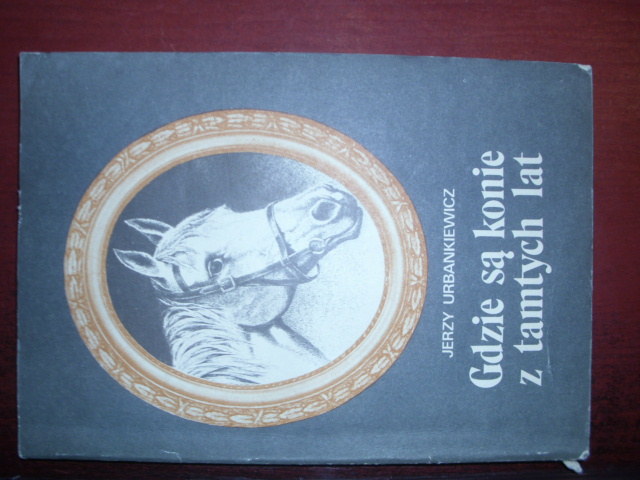 JERZY URBANKIEWICZ
Gdzie są konie
z tamtych lat